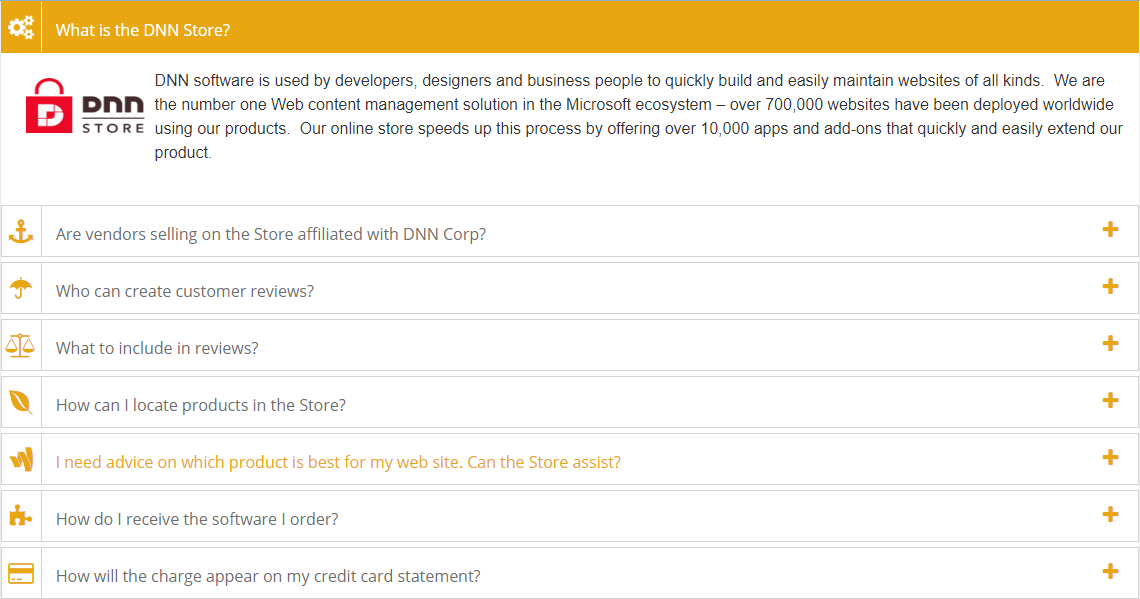 What is the DNN Store?
DNN software is used by developers, designers and business people to quickly build and easily maintain websites of all kinds.  We are
the number one Web content management solution in the Microsoft ecosystem – over 700,000 websites have been deployed worldwide
using our products.  Our online store speeds up this process by offering over 10,000 apps and add-ons that quickly and easily extend our
product.
D
DNN
STORE
Are vendors selling on the Store affiliated with DNN Corp?
Who can create customer reviews?
What to include in reviews?
How can I locate products in the Store?
I need advice on which product is best for my web site. Can the Store assist?
How do I receive the software I order?
How will the charge appear on my credit card statement?